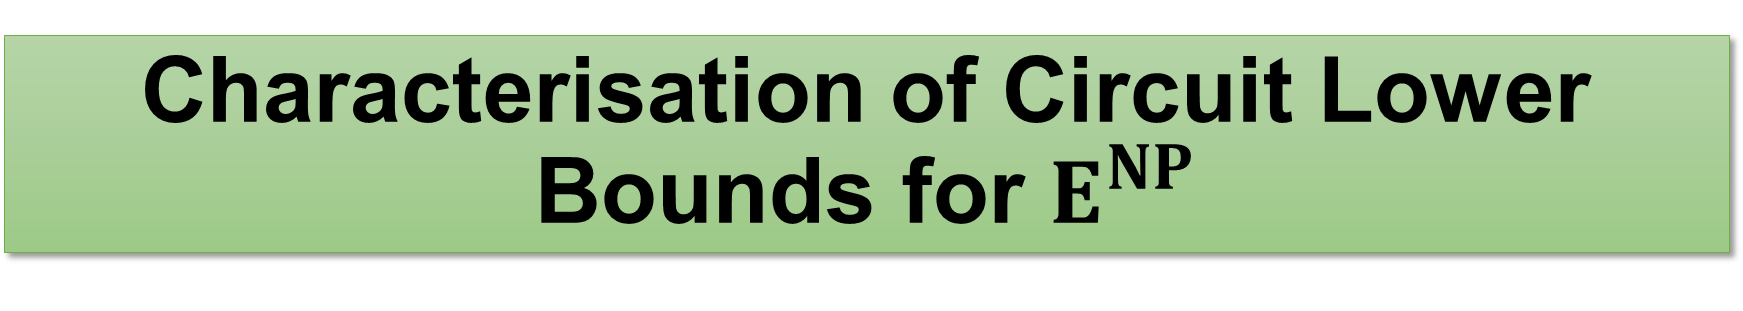 Characterisation of Circuit Lower
Bounds for E^NP